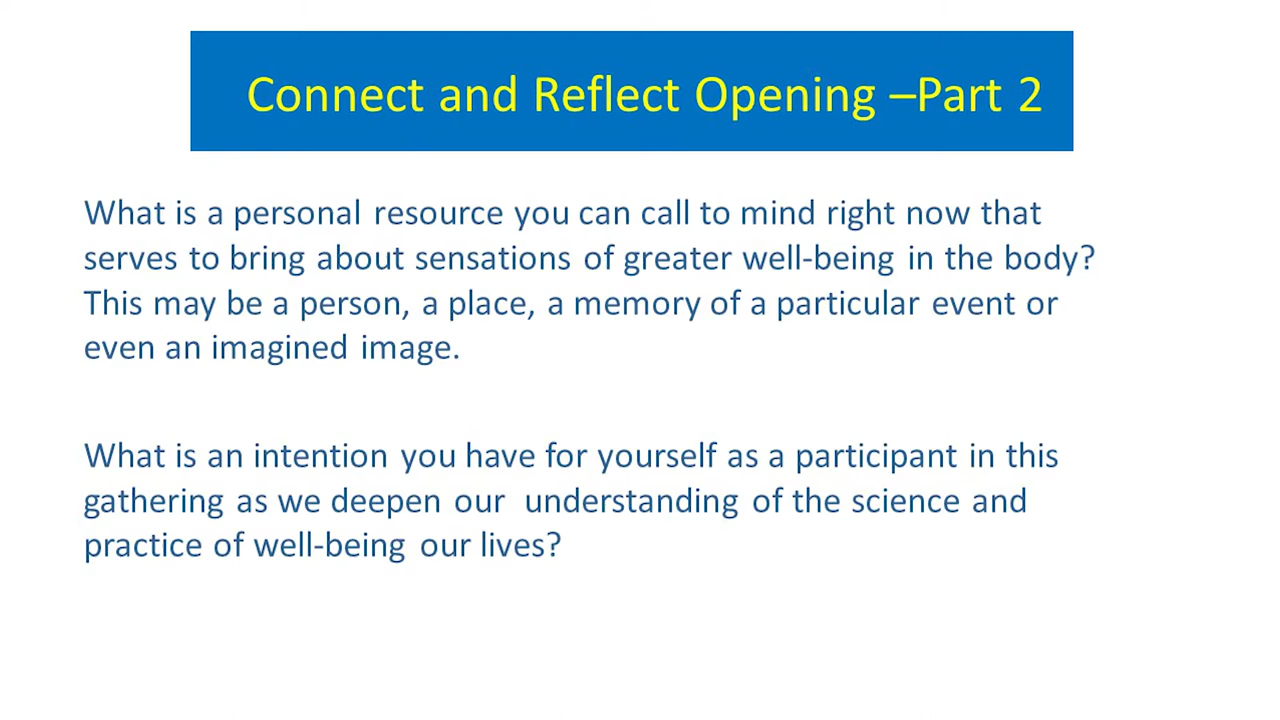 Connect and Reflect Opening –Part 2
What is a personal resource you can call to mind right now that
serves to bring about sensations of greater well-being in the body?
This may be a person, a place, a memory of a particular event or
even an imagined image.
What is an intention you have for yourself as a participant in this
gathering as we deepen our  understanding of the science and
practice of well-being our lives?